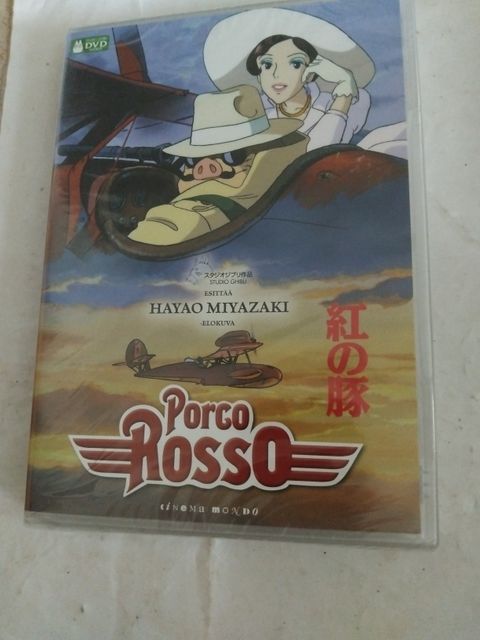 DVD
スタジオジブリ作品
STUDIO GHIBLI
ESITTÄÄ
HAYAO MIYAZAKI
-ELOKUVA
紅の豚
PORCO
ROSSO
CINEMA MONDO